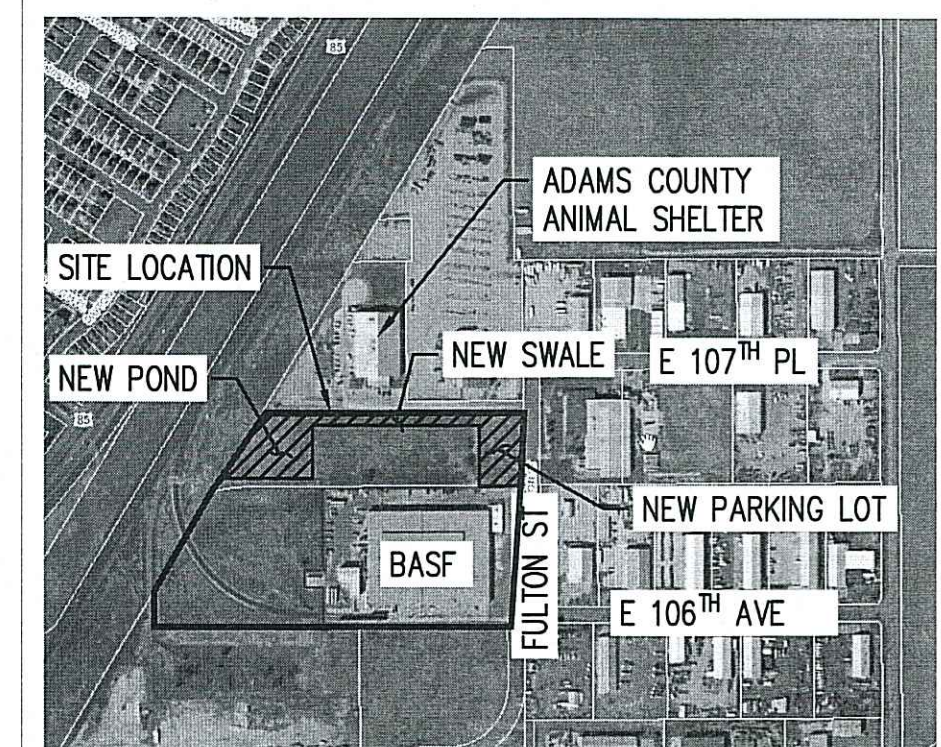 85
ADAMS COUNTY
ANIMAL SHELTER
SITE LOCATION
NEW SWALE
E 107TH PL
NEW POND
85
NEW PARKING LOT
BASF
FULTON ST
E 106TH AVE